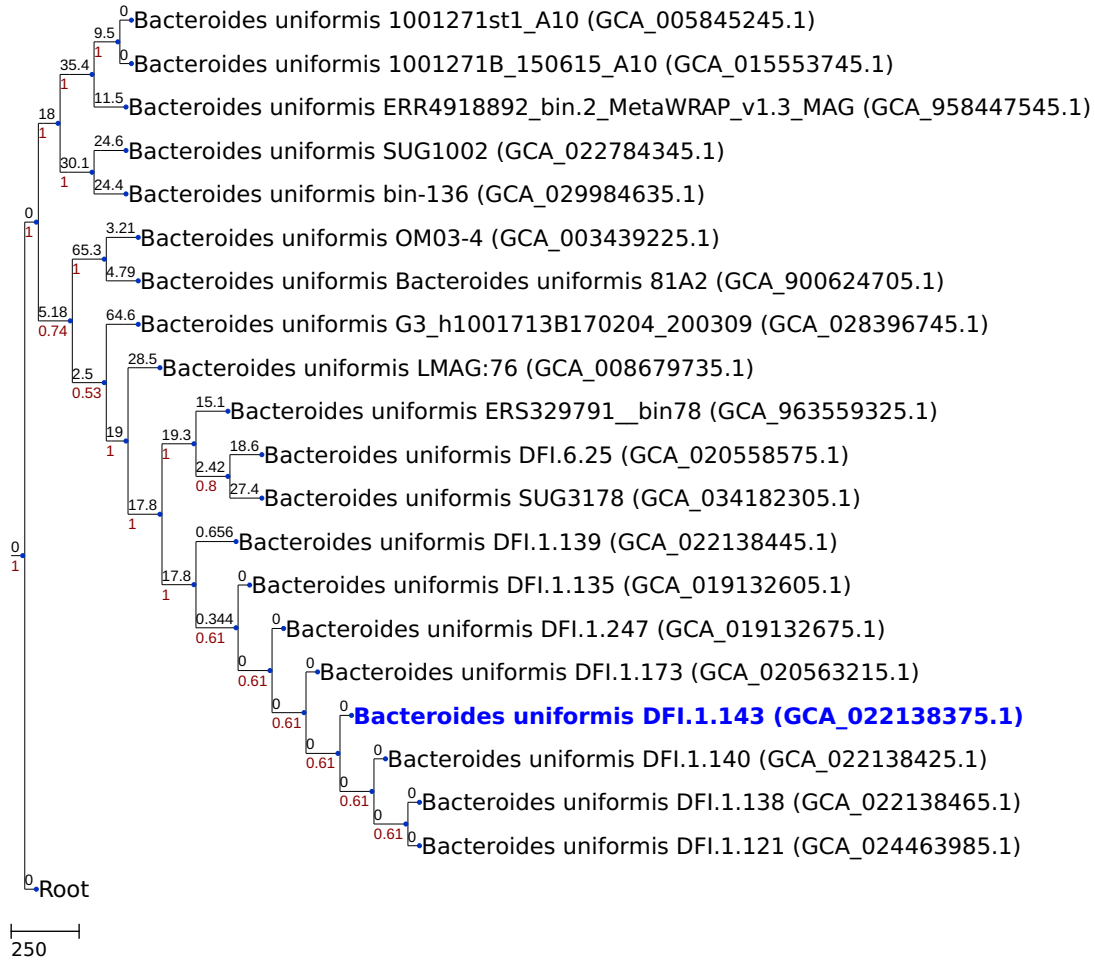 0
Bacteroides uniformis 1001271st1_A10 (GCA_005845245.1)
9.5
1
0
Bacteroides uniformis 1001271B_150615_A10 (GCA_015553745.1)
35.4
1
11.5
Bacteroides uniformis ERR4918892_bin.2_MetaWRAP_v1.3_MAG (GCA_958447545.1)
18
1
24.6
Bacteroides uniformis SUG1002 (GCA_022784345.1)
30.1
1
24.4
Bacteroides uniformis bin-136 (GCA_029984635.1)
0
1
3.21
Bacteroides uniformis OM03-4 (GCA_003439225.1)
65.3
1
4.79
Bacteroides uniformis Bacteroides uniformis 81A2 (GCA_900624705.1)
5.18
0.74
64.6
Bacteroides uniformis G3_h1001713B170204_200309 (GCA_028396745.1)
2.5
0.53
28.5
Bacteroides uniformis LMAG:76 (GCA_008679735.1)
19
1
15.1
Bacteroides uniformis ERS329791__bin78 (GCA_963559325.1)
19.3
1
18.6
Bacteroides uniformis DFI.6.25 (GCA_020558575.1)
2.42
0.8
27.4
Bacteroides uniformis SUG3178 (GCA_034182305.1)
17.8
1
0.656
Bacteroides uniformis DFI.1.139 (GCA_022138445.1)
0
1
17.8
1
0
Bacteroides uniformis DFI.1.135 (GCA_019132605.1)
0.344
0.61
0
Bacteroides uniformis DFI.1.247 (GCA_019132675.1)
0
0.61
0
Bacteroides uniformis DFI.1.173 (GCA_020563215.1)
0
0.61
0
Bacteroides uniformis DFI.1.143 (GCA_022138375.1)
0
0.61
0
Bacteroides uniformis DFI.1.140 (GCA_022138425.1)
0
0.61
0
Bacteroides uniformis DFI.1.138 (GCA_022138465.1)
0
0.61
0
Bacteroides uniformis DFI.1.121 (GCA_024463985.1)
0
Root
250